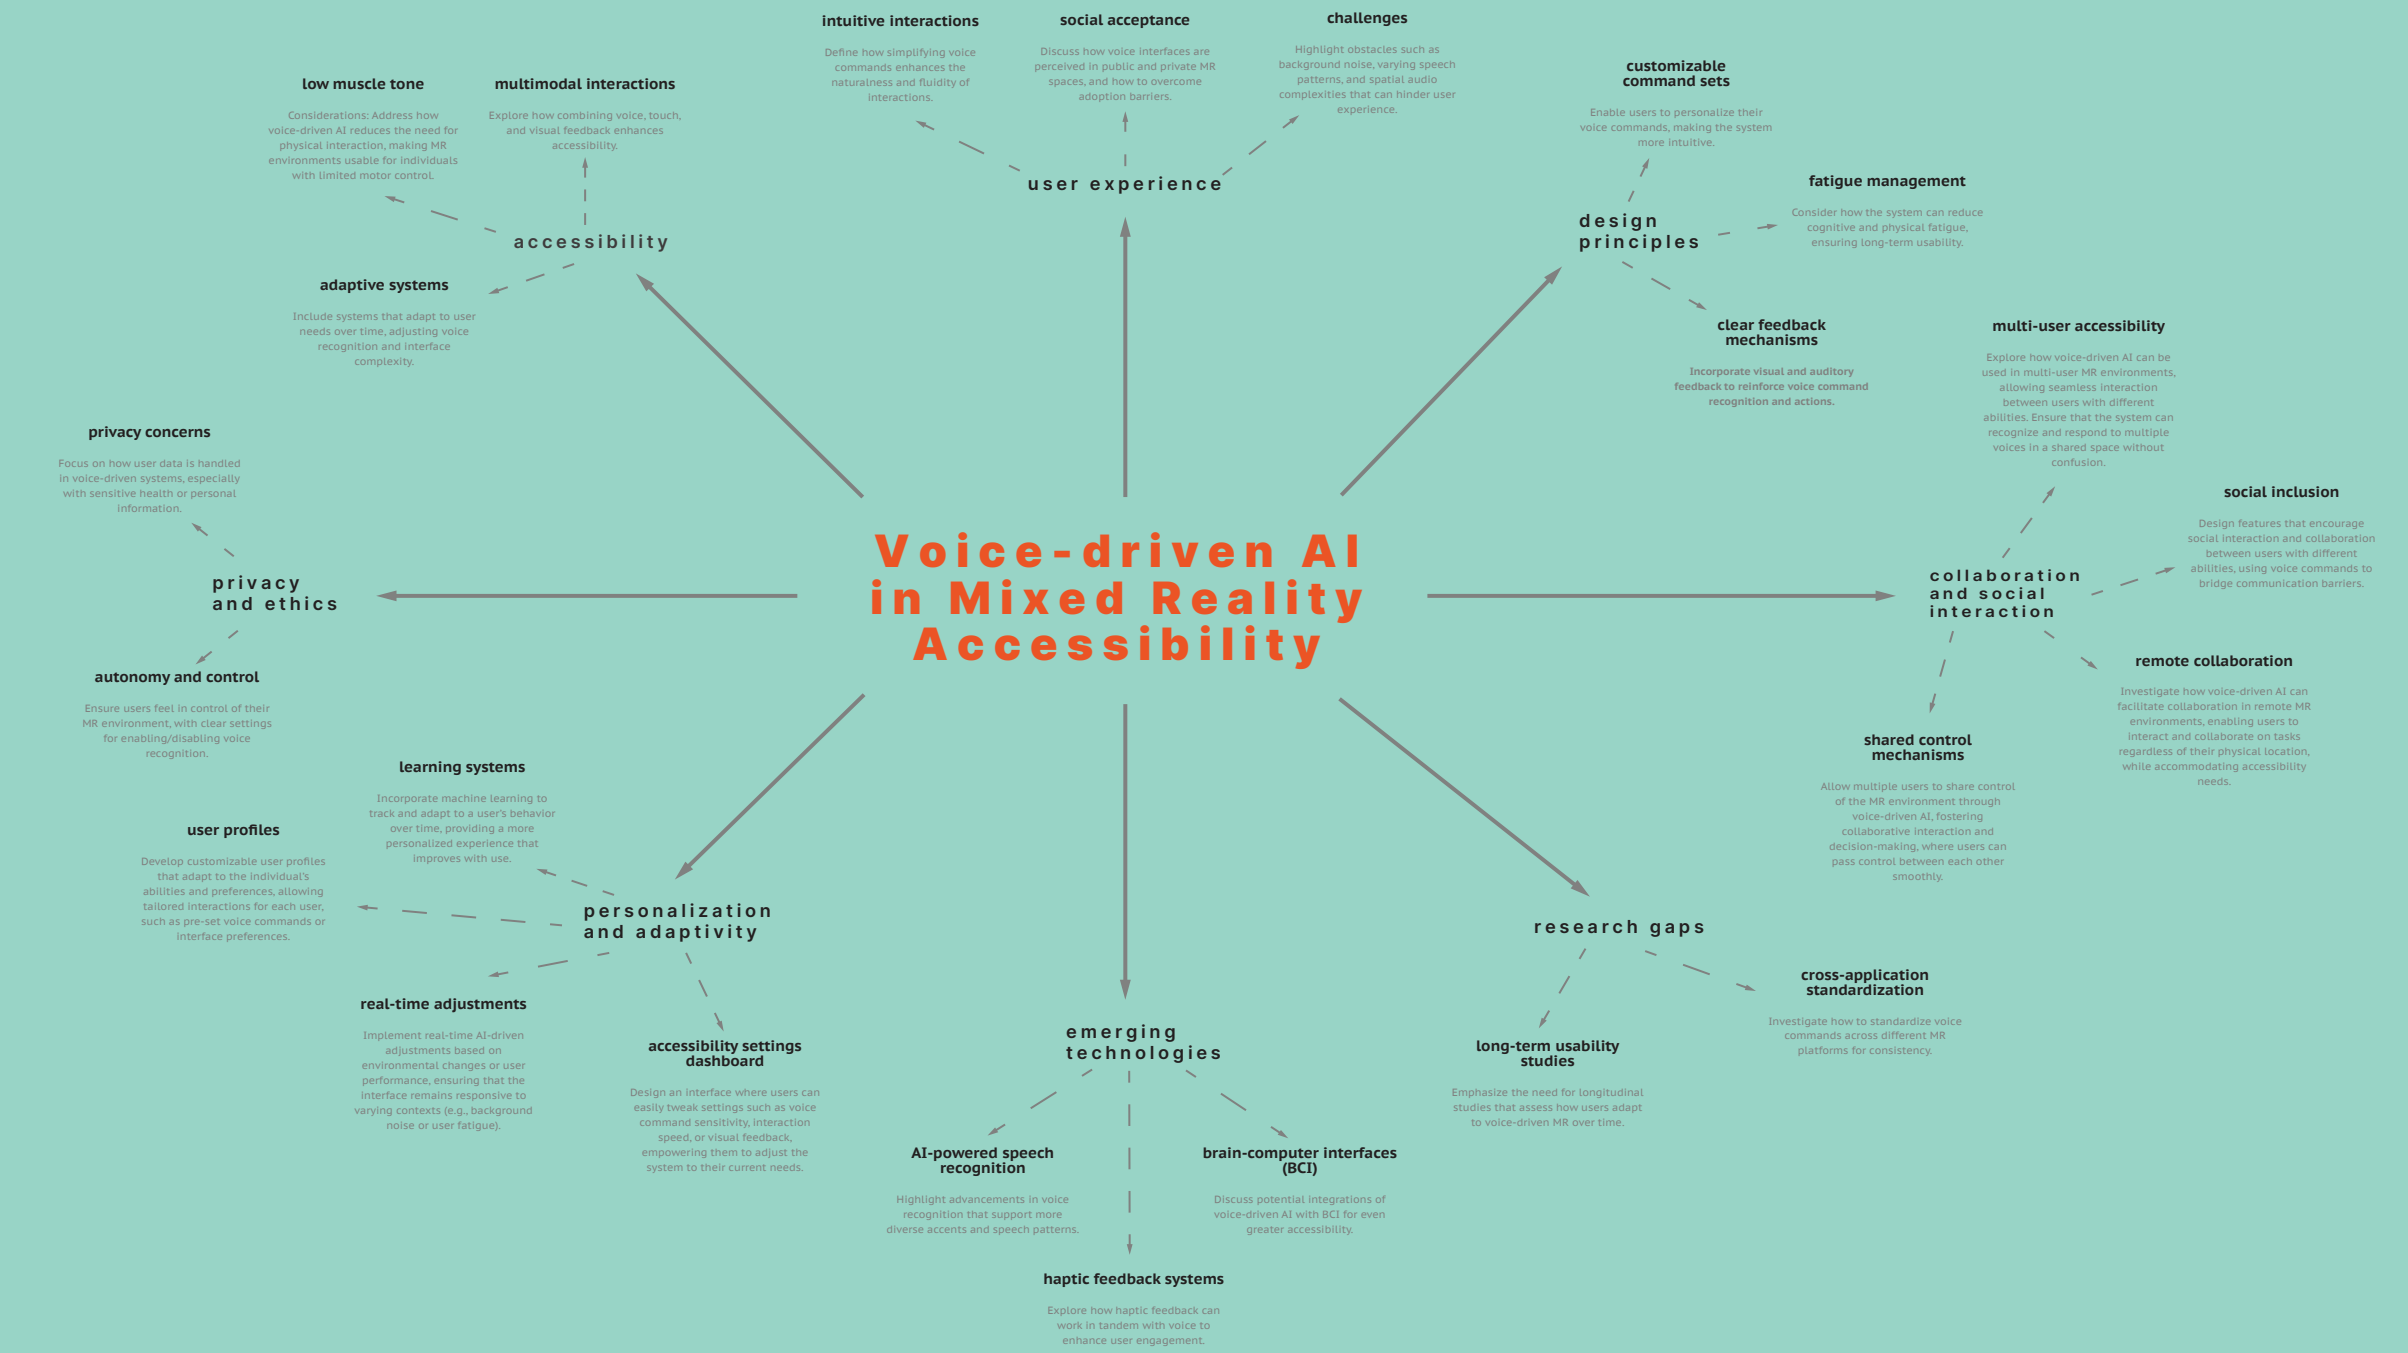 Voice-driven AI
in Mixed Reality
Accessibility
accessibility
low muscle tone
Considerations: Address how
voice-driven AI reduces the need for
physical interaction, making MR
environments usable for individuals
with limited motor control.
multimodal interactions
Explore how combining voice, touch,
and visual feedback enhances
accessibility.
adaptive systems
Include systems that adapt to user
needs over time, adjusting voice
recognition and interface
complexity.
user experience
intuitive interactions
Define how simplifying voice
commands enhances the
naturalness and fluidity of
interactions.
social acceptance
Discuss how voice interfaces are
perceived in public and private MR
spaces, and how to overcome
adoption barriers.
challenges
Highlight obstacles such as
background noise, varying speech
patterns, and spatial audio
complexities that can hinder user
experience.
design
principles
customizable
command sets
Enable users to personalize their
voice commands, making the system
more intuitive.
fatigue management
Consider how the system can reduce
cognitive and physical fatigue,
ensuring long-term usability.
clear feedback
mechanisms
Incorporate visual and auditory
feedback to reinforce voice command
recognition and actions.
collaboration
and social
interaction
multi-user accessibility
Explore how voice-driven AI can be
used in multi-user MR environments,
allowing seamless interaction
between users with different
abilities. Ensure that the system can
recognize and respond to multiple
voices in a shared space without
confusion.
social inclusion
Design features that encourage
social interaction and collaboration
between users with different
abilities, using voice commands to
bridge communication barriers.
remote collaboration
Investigate how voice-driven AI can
facilitate collaboration in remote MR
environments, enabling users to
interact and collaborate on tasks
regardless of their physical location,
while accommodating accessibility
needs.
shared control
mechanisms
Allow multiple users to share control
of the MR environment through
voice-driven AI, fostering
collaborative interaction and
decision-making, where users can
pass control between each other
smoothly.
research gaps
cross-application
standardization
Investigate how to standardize voice
commands across different MR
platforms for consistency.
long-term usability
studies
Emphasize the need for longitudinal
studies that assess how users adapt
to voice-driven MR over time.
emerging
technologies
AI-powered speech
recognition
Highlight advancements in voice
recognition that support more
diverse accents and speech patterns.
brain-computer interfaces
(BCI)
Discuss potential integrations of
voice-driven AI with BCI for even
greater accessibility.
haptic feedback systems
Explore how haptic feedback can
work in tandem with voice to
enhance user engagement.
personalization
and adaptivity
learning systems
Incorporate machine learning to
track and adapt to a user's behavior
over time, providing a more
personalized experience that
improves with use.
user profiles
Develop customizable user profiles
that adapt to the individual's
abilities and preferences, allowing
tailored interactions for each user,
such as pre-set voice commands or
interface preferences.
real-time adjustments
Implement real-time AI-driven
adjustments based on
environmental changes or user
performance, ensuring that the
interface remains responsive to
varying contexts (e.g., background
noise or user fatigue).
accessibility settings
dashboard
Design an interface where users can
easily tweak settings such as voice
command sensitivity, interaction
speed, or visual feedback,
empowering them to adjust the
system to their current needs.
privacy
and ethics
privacy concerns
Focus on how user data is handled
in voice-driven systems, especially
with sensitive health or personal
information.
autonomy and control
Ensure users feel in control of their
MR environment, with clear settings
for enabling/disabling voice
recognition.